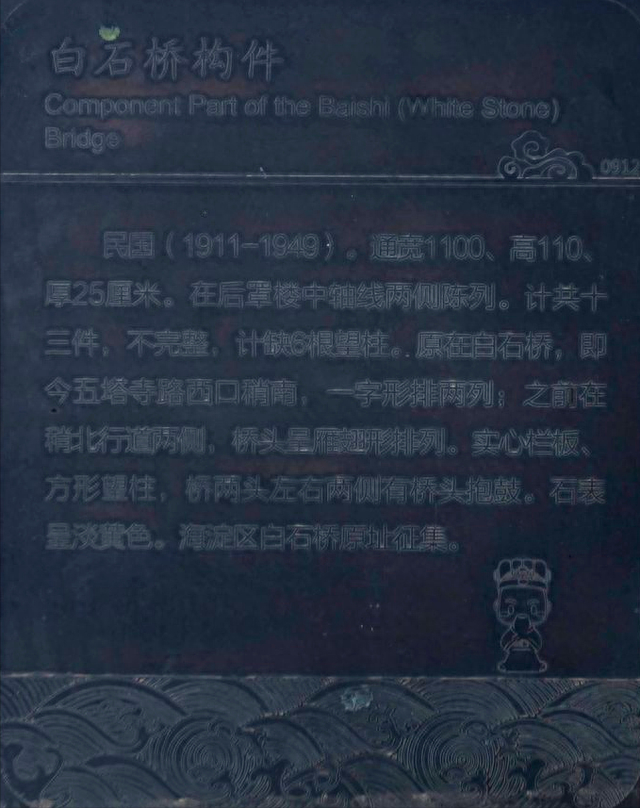 白石桥构件
Component Part of the Baishi (White Stone)
Bridge
0912
民国（1911-1949）。通宽1100、高110、
厚25厘米。在后罩楼中轴线两侧陈列。计共十
三件，不完整，计缺6根望柱。原在白石桥，即
今五塔寺路西口稍南，一字形排两列；之前在
稍北行道两侧，桥头呈雁翅形排列。实心栏板、
方形望柱，桥两头左右两侧有桥头抱鼓。石表
呈淡黄色。海淀区白石桥原址征集。